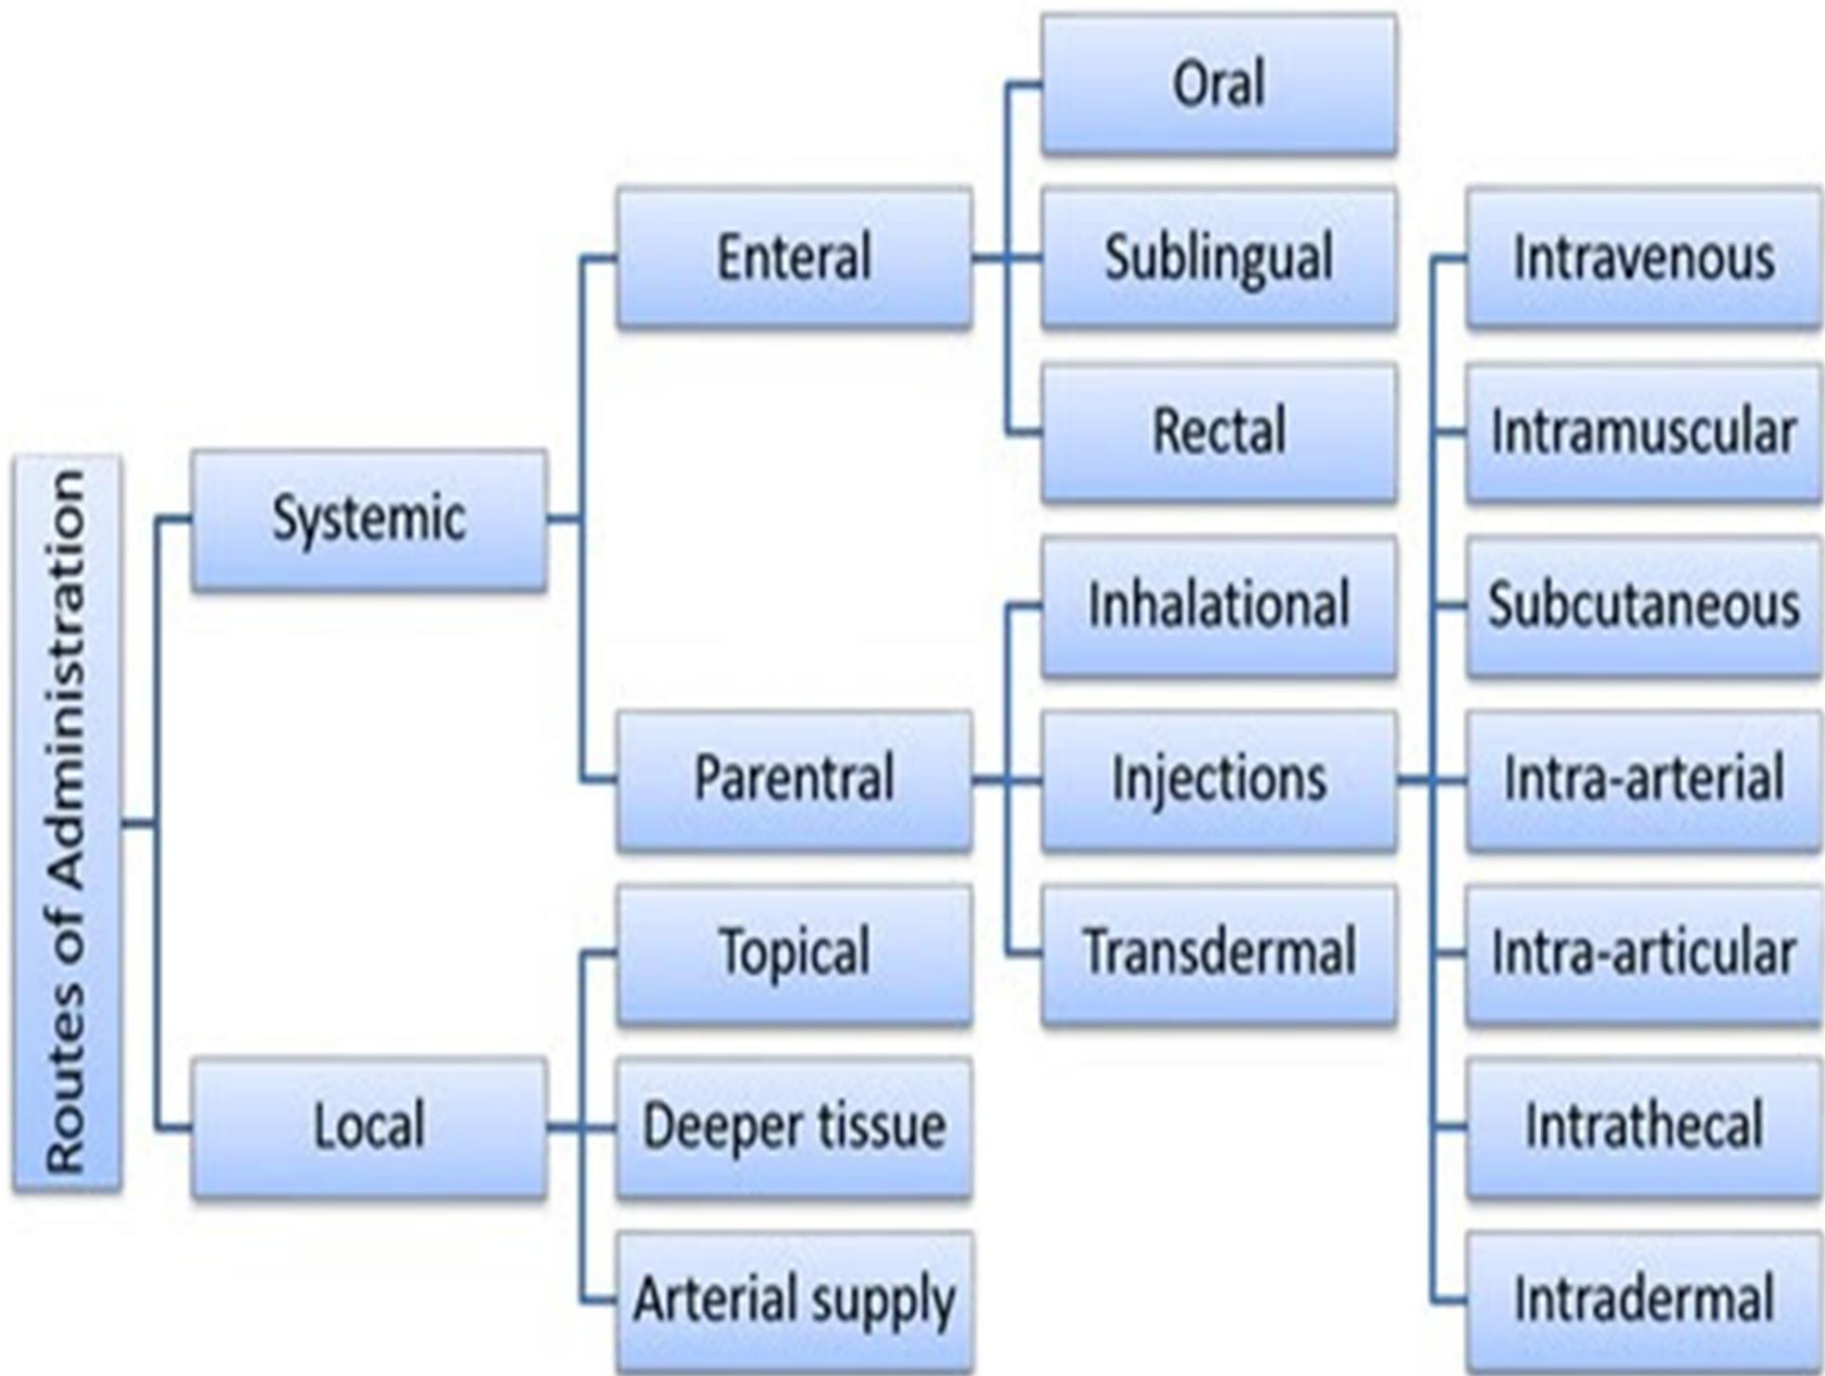 Routes of Administration
Systemic
Local
Enteral
Parentral
Topical
Deeper tissue
Arterial supply
Oral
Sublingual
Rectal
Inhalational
Injections
Transdermal
Intravenous
Intramuscular
Subcutaneous
Intra-arterial
Intra-articular
Intrathecal
Intradermal